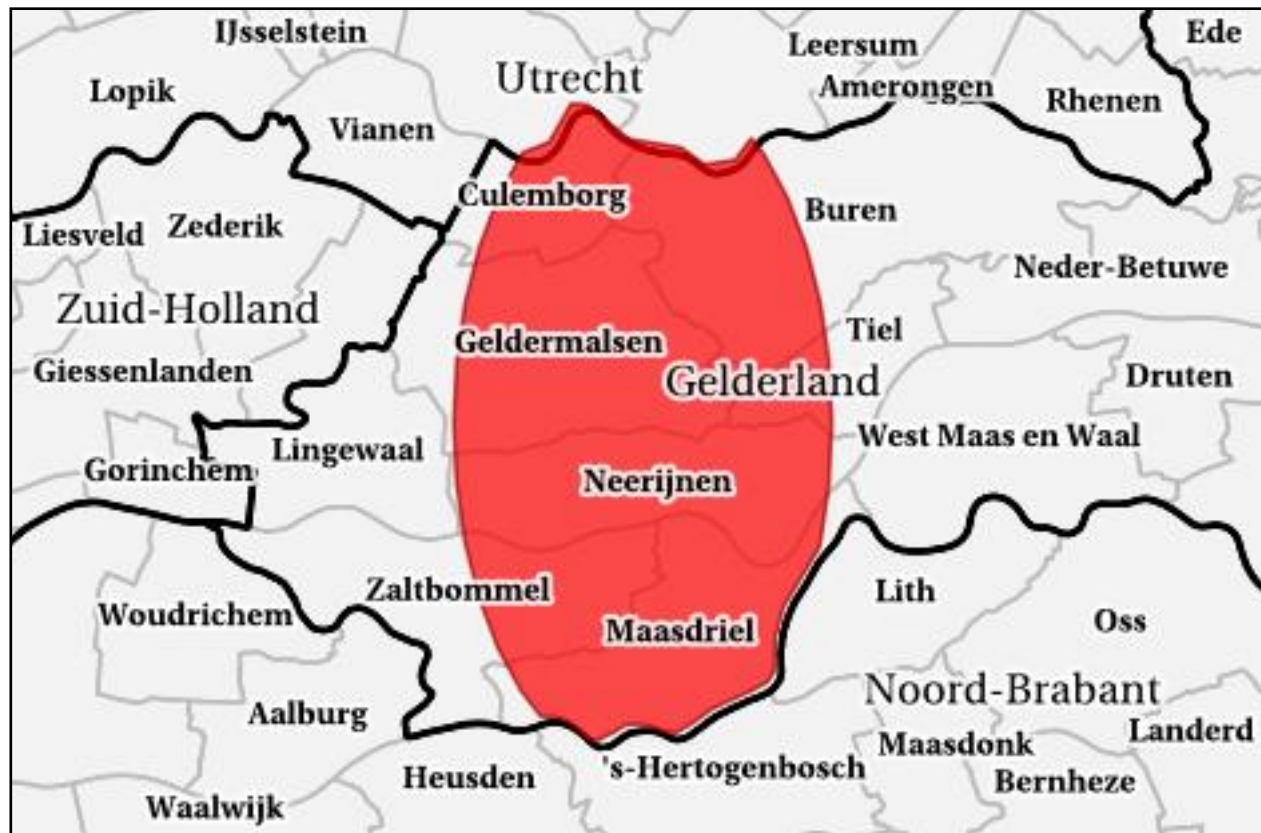 IJsselstein
Ede
Leersum
Utrecht
Lopik
Amerongen
Rhenen
Vianen
Culemborg
Buren
Liesveld
Zederik
Neder-Betuwe
Zuid-Holland
Tiel
Geldermalsen
Giessenlanden
Gelderland
Druten
Lingewaal
West Maas en Waal
Gorinchem
Neerijnen
Zaltbommel
Lith
Woudrichem
Oss
Maasdriel
Noord-Brabant
Aalburg
Landerd
Maasdonk
's-Hertogenbosch
Heusden
Bernheze
Waalwijk